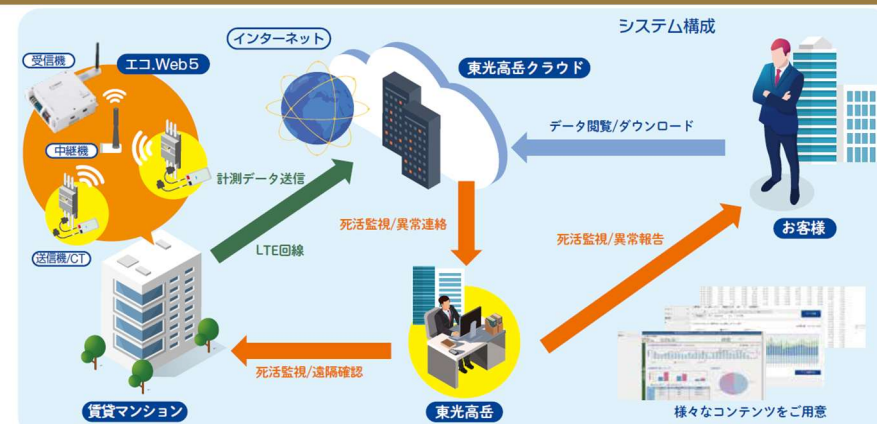 システム構成
インターネット
受信機
エコ.Web5
東光高岳クラウド
中継機
データ閲覧/ダウンロード
計測データ送信
死活監視/異常連絡
お客様
死活監視/異常報告
LTE回線
送信機/CT
死活監視/遠隔確認
賃貸マンション
東光高岳
様々なコンテンツをご用意